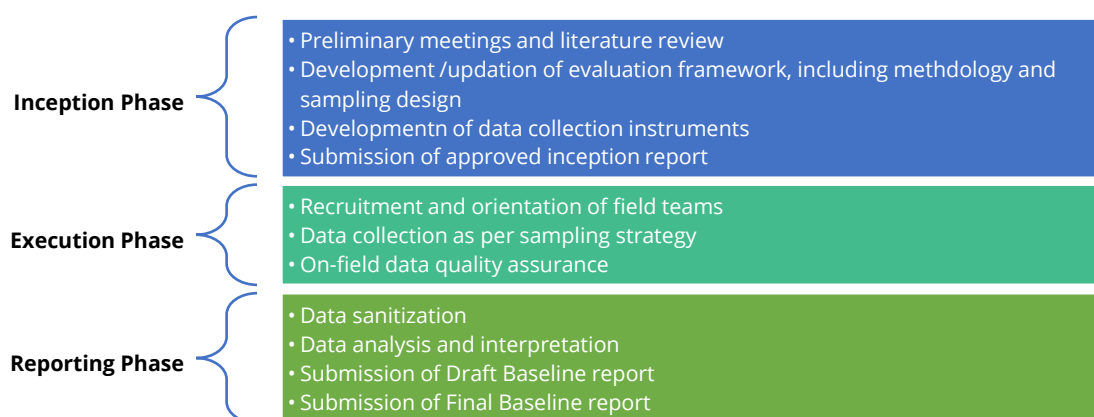 Inception Phase
• Preliminary meetings and literature review
• Development /updation of evaluation framework, including methdology and
sampling design
• Developmentn of data collection instruments
• Submission of approved inception report
Execution Phase
• Recruitment and orientation of field teams
• Data collection as per sampling strategy
• On-field data quality assurance
Reporting Phase
• Data sanitization
• Data analysis and interpretation
• Submission of Draft Baseline report
• Submission of Final Baseline report